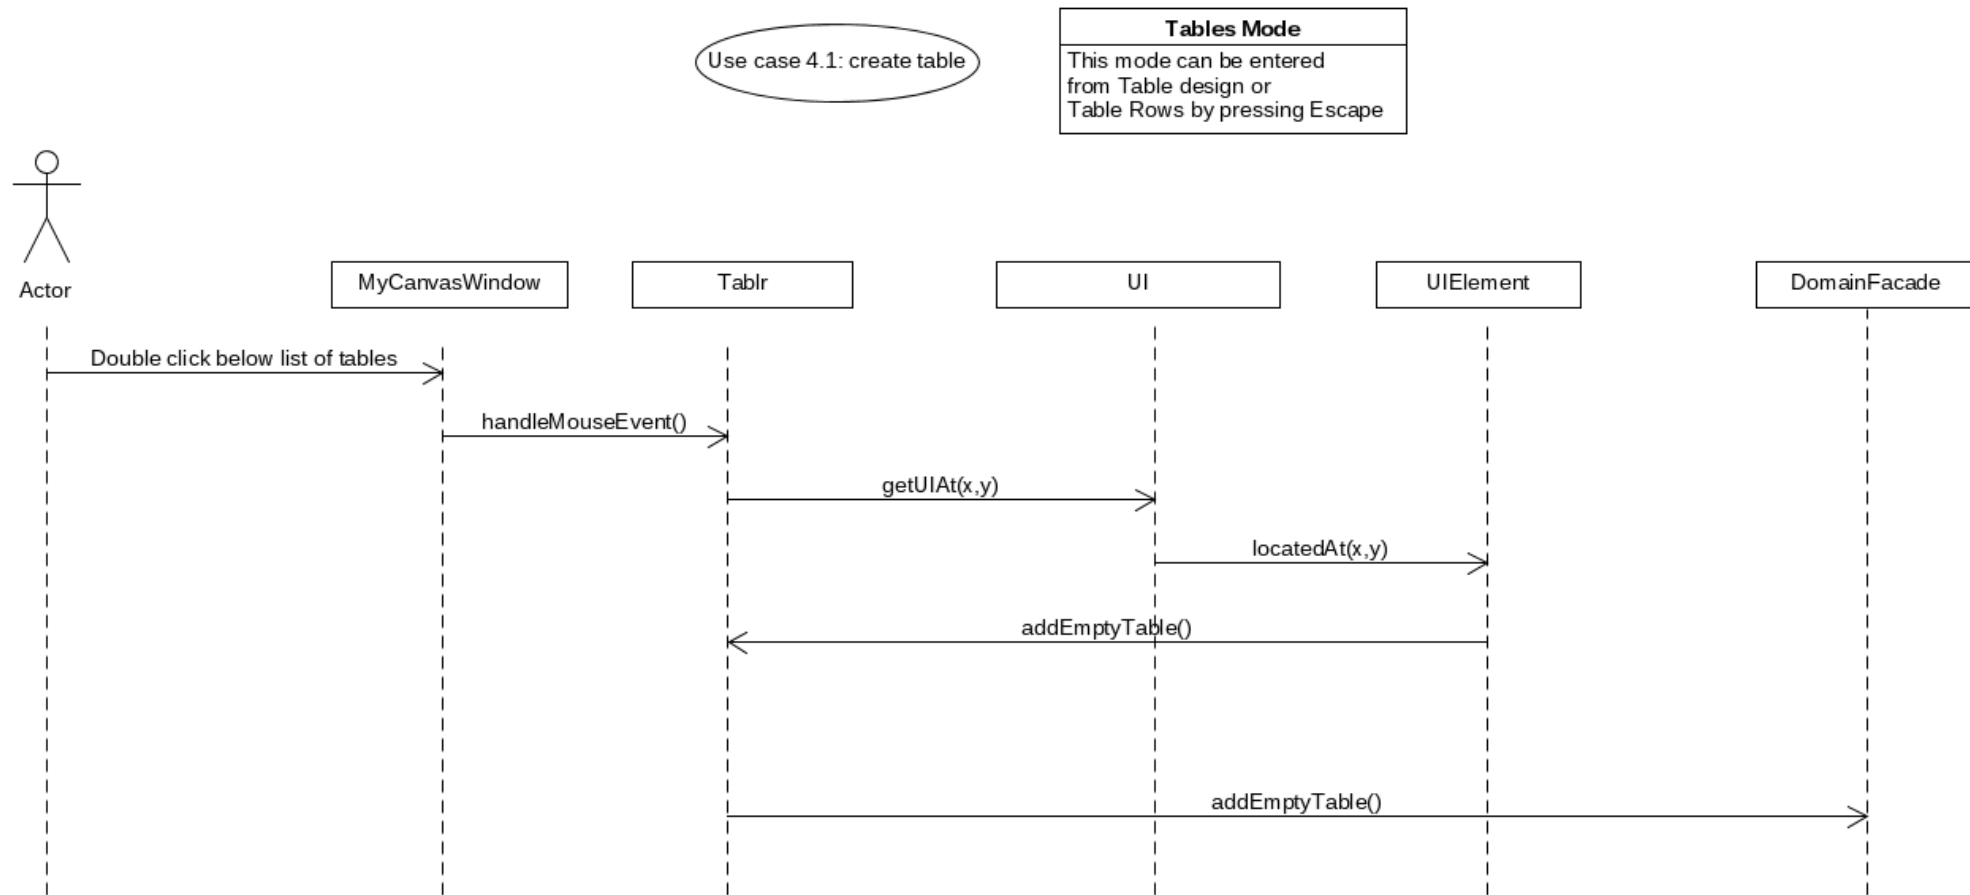 Use case 4.1: create table
Tables Mode
This mode can be entered
from Table design or
Table Rows by pressing Escape
Actor
MyCanvasWindow
Tablr
UI
UIElement
DomainFacade
Double click below list of tables
handleMouseEvent()
getUIAt(x,y)
locatedAt(x,y)
addEmptyTable()
addEmptyTable()